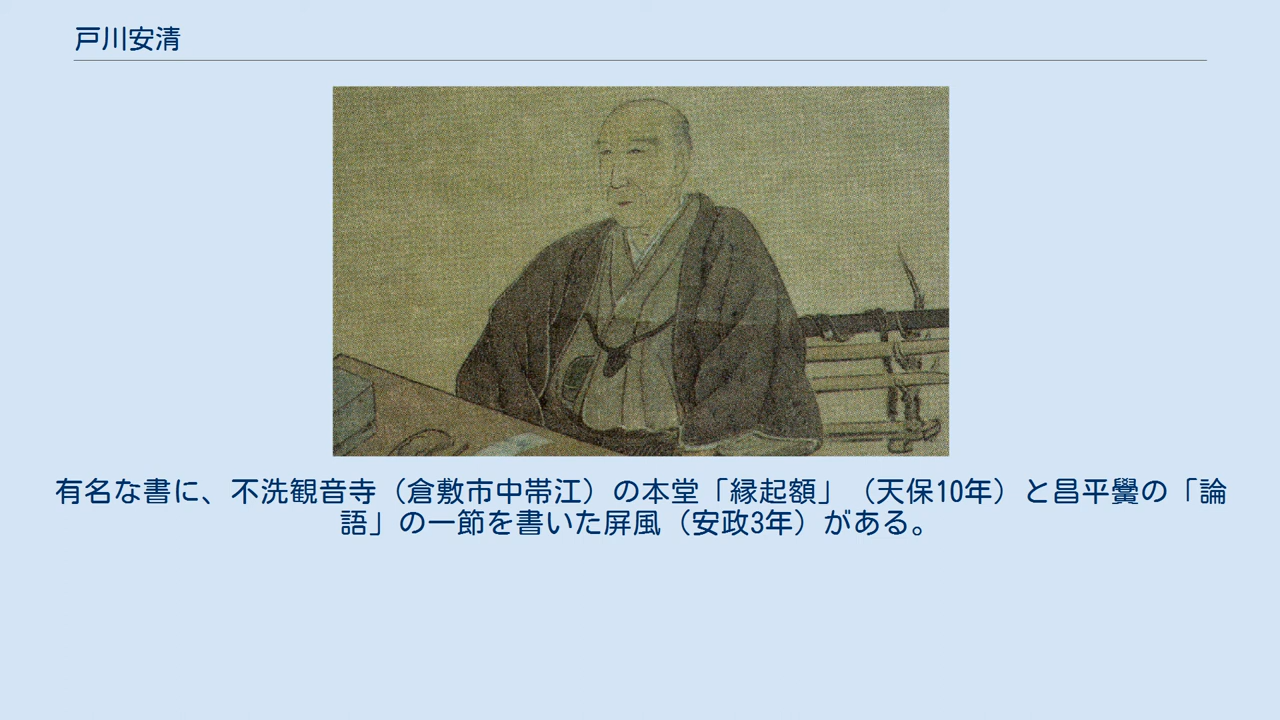 戸川安清
有名な書に、不洗観音寺（倉敷市中帯江）の本堂「縁起額」（天保10年）と昌平黌の「論
語」の一節を書いた屏風（安政3年）がある。